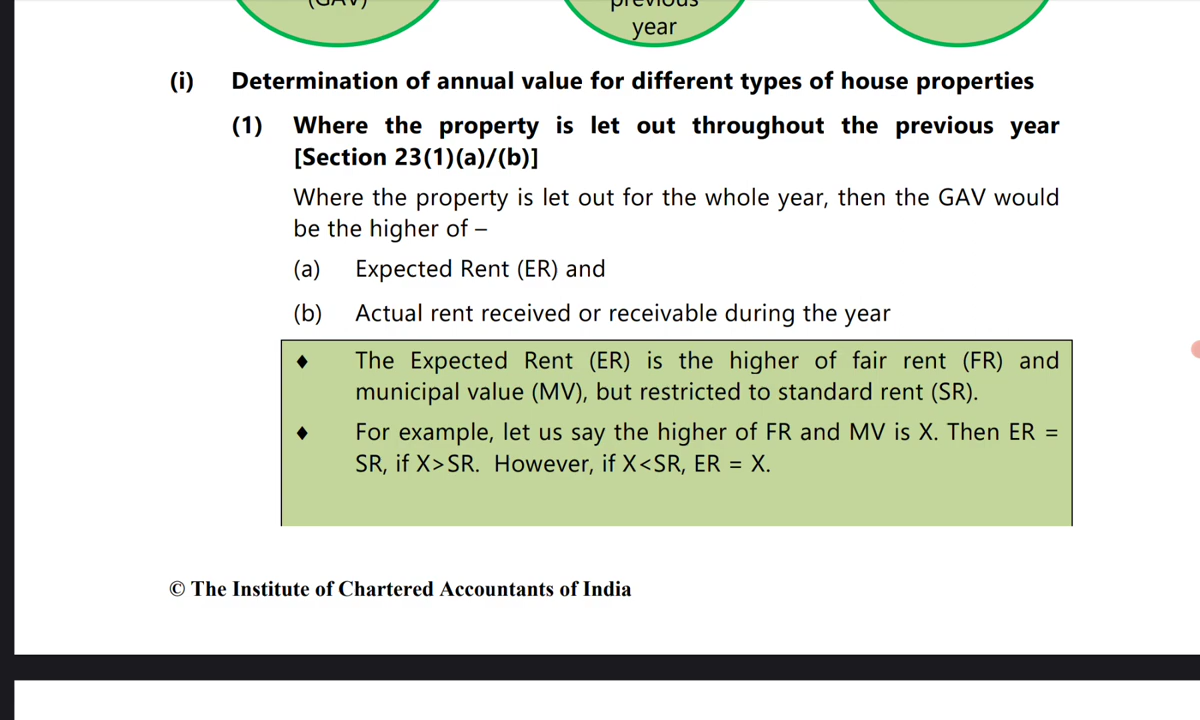 (GAV)
previous
year
(i) Determination of annual value for different types of house properties
(1) Where the property is let out throughout the previous year
[Section 23(1)(a)/(b)]
Where the property is let out for the whole year, then the GAV would
be the higher of –
(a) Expected Rent (ER) and
(b) Actual rent received or receivable during the year
♦ The Expected Rent (ER) is the higher of fair rent (FR) and
municipal value (MV), but restricted to standard rent (SR).
♦ For example, let us say the higher of FR and MV is X. Then ER =
SR, if X>SR. However, if X<SR, ER = X.
© The Institute of Chartered Accountants of India